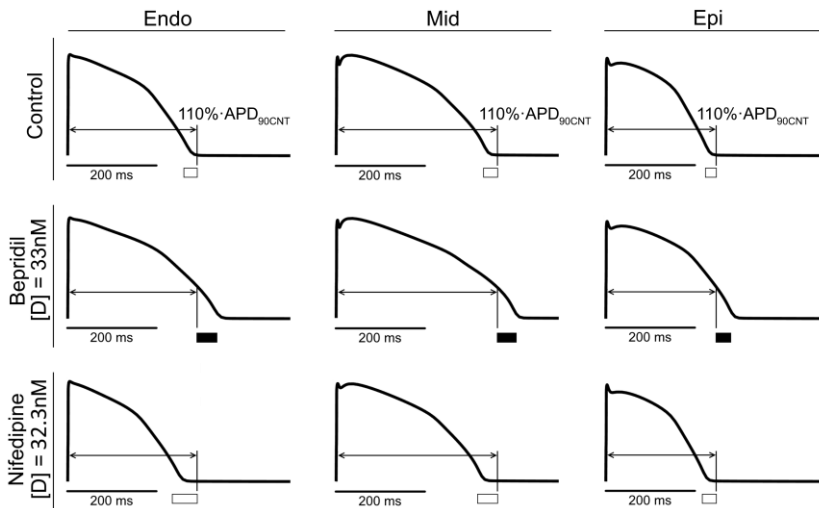 Endo Mid Epi
Control
110%·APD90CNT 110%·APD90CNT 110%·APD90CNT
200 ms 200 ms 200 ms
Bepridil
[D] = 33nM
200 ms 200 ms 200 ms
Nifedipine
[D] = 32.3nM
200 ms 200 ms 200 ms